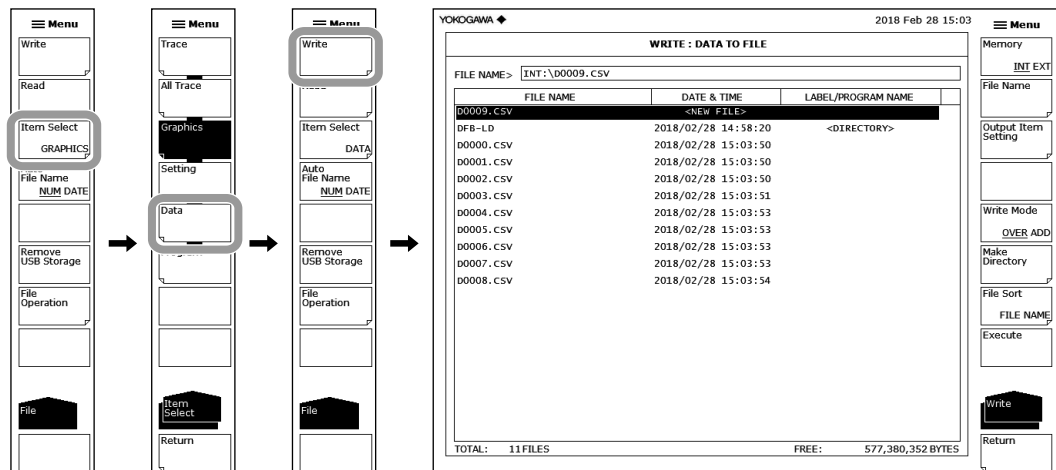 Menu
Write
Read
Item Select
GRAPHICS
File Name
NUM DATE
Remove
USB Storage
File
Operation
File
Menu
Trace
All Trace
Graphics
Setting
Data
Item
Select
Return
Menu
Write
Item Select
DATA
Auto
File Name
NUM DATE
Remove
USB Storage
File
Operation
File
YOKOGAWA
2018 Feb 28 15:03
WRITE : DATA TO FILE
FILE NAME> INT:\D0009.CSV
FILE NAME DATE & TIME LABEL/PROGRAM NAME
D0009.CSV <NEW FILE>
DFB-LD 2018/02/28 14:58:20 <DIRECTORY>
D0000.CSV 2018/02/28 15:03:50
D0001.CSV 2018/02/28 15:03:50
D0002.CSV 2018/02/28 15:03:50
D0003.CSV 2018/02/28 15:03:51
D0004.CSV 2018/02/28 15:03:53
D0005.CSV 2018/02/28 15:03:53
D0006.CSV 2018/02/28 15:03:53
D0007.CSV 2018/02/28 15:03:53
D0008.CSV 2018/02/28 15:03:54
TOTAL: 11FILES FREE: 577,380,352 BYTES
Menu
Memory
INT EXT
File Name
Output Item
Setting
Write Mode
OVER ADD
Make
Directory
File Sort
FILE NAME
Execute
Write
Return